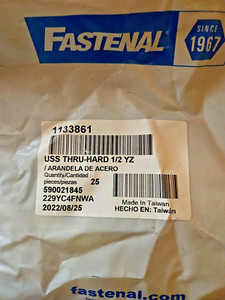 FASTENAL®
SINCE
1967
1133861
USS THRU-HARD 1/2 YZ
/ ARANDELA DE ACERO
Quantity/Cantidad
pieces/piezas 25
590021845
229YC4FNWA
2022/08/25
Made In Taiwan
HECHO EN: Taiwán
fastenal.com